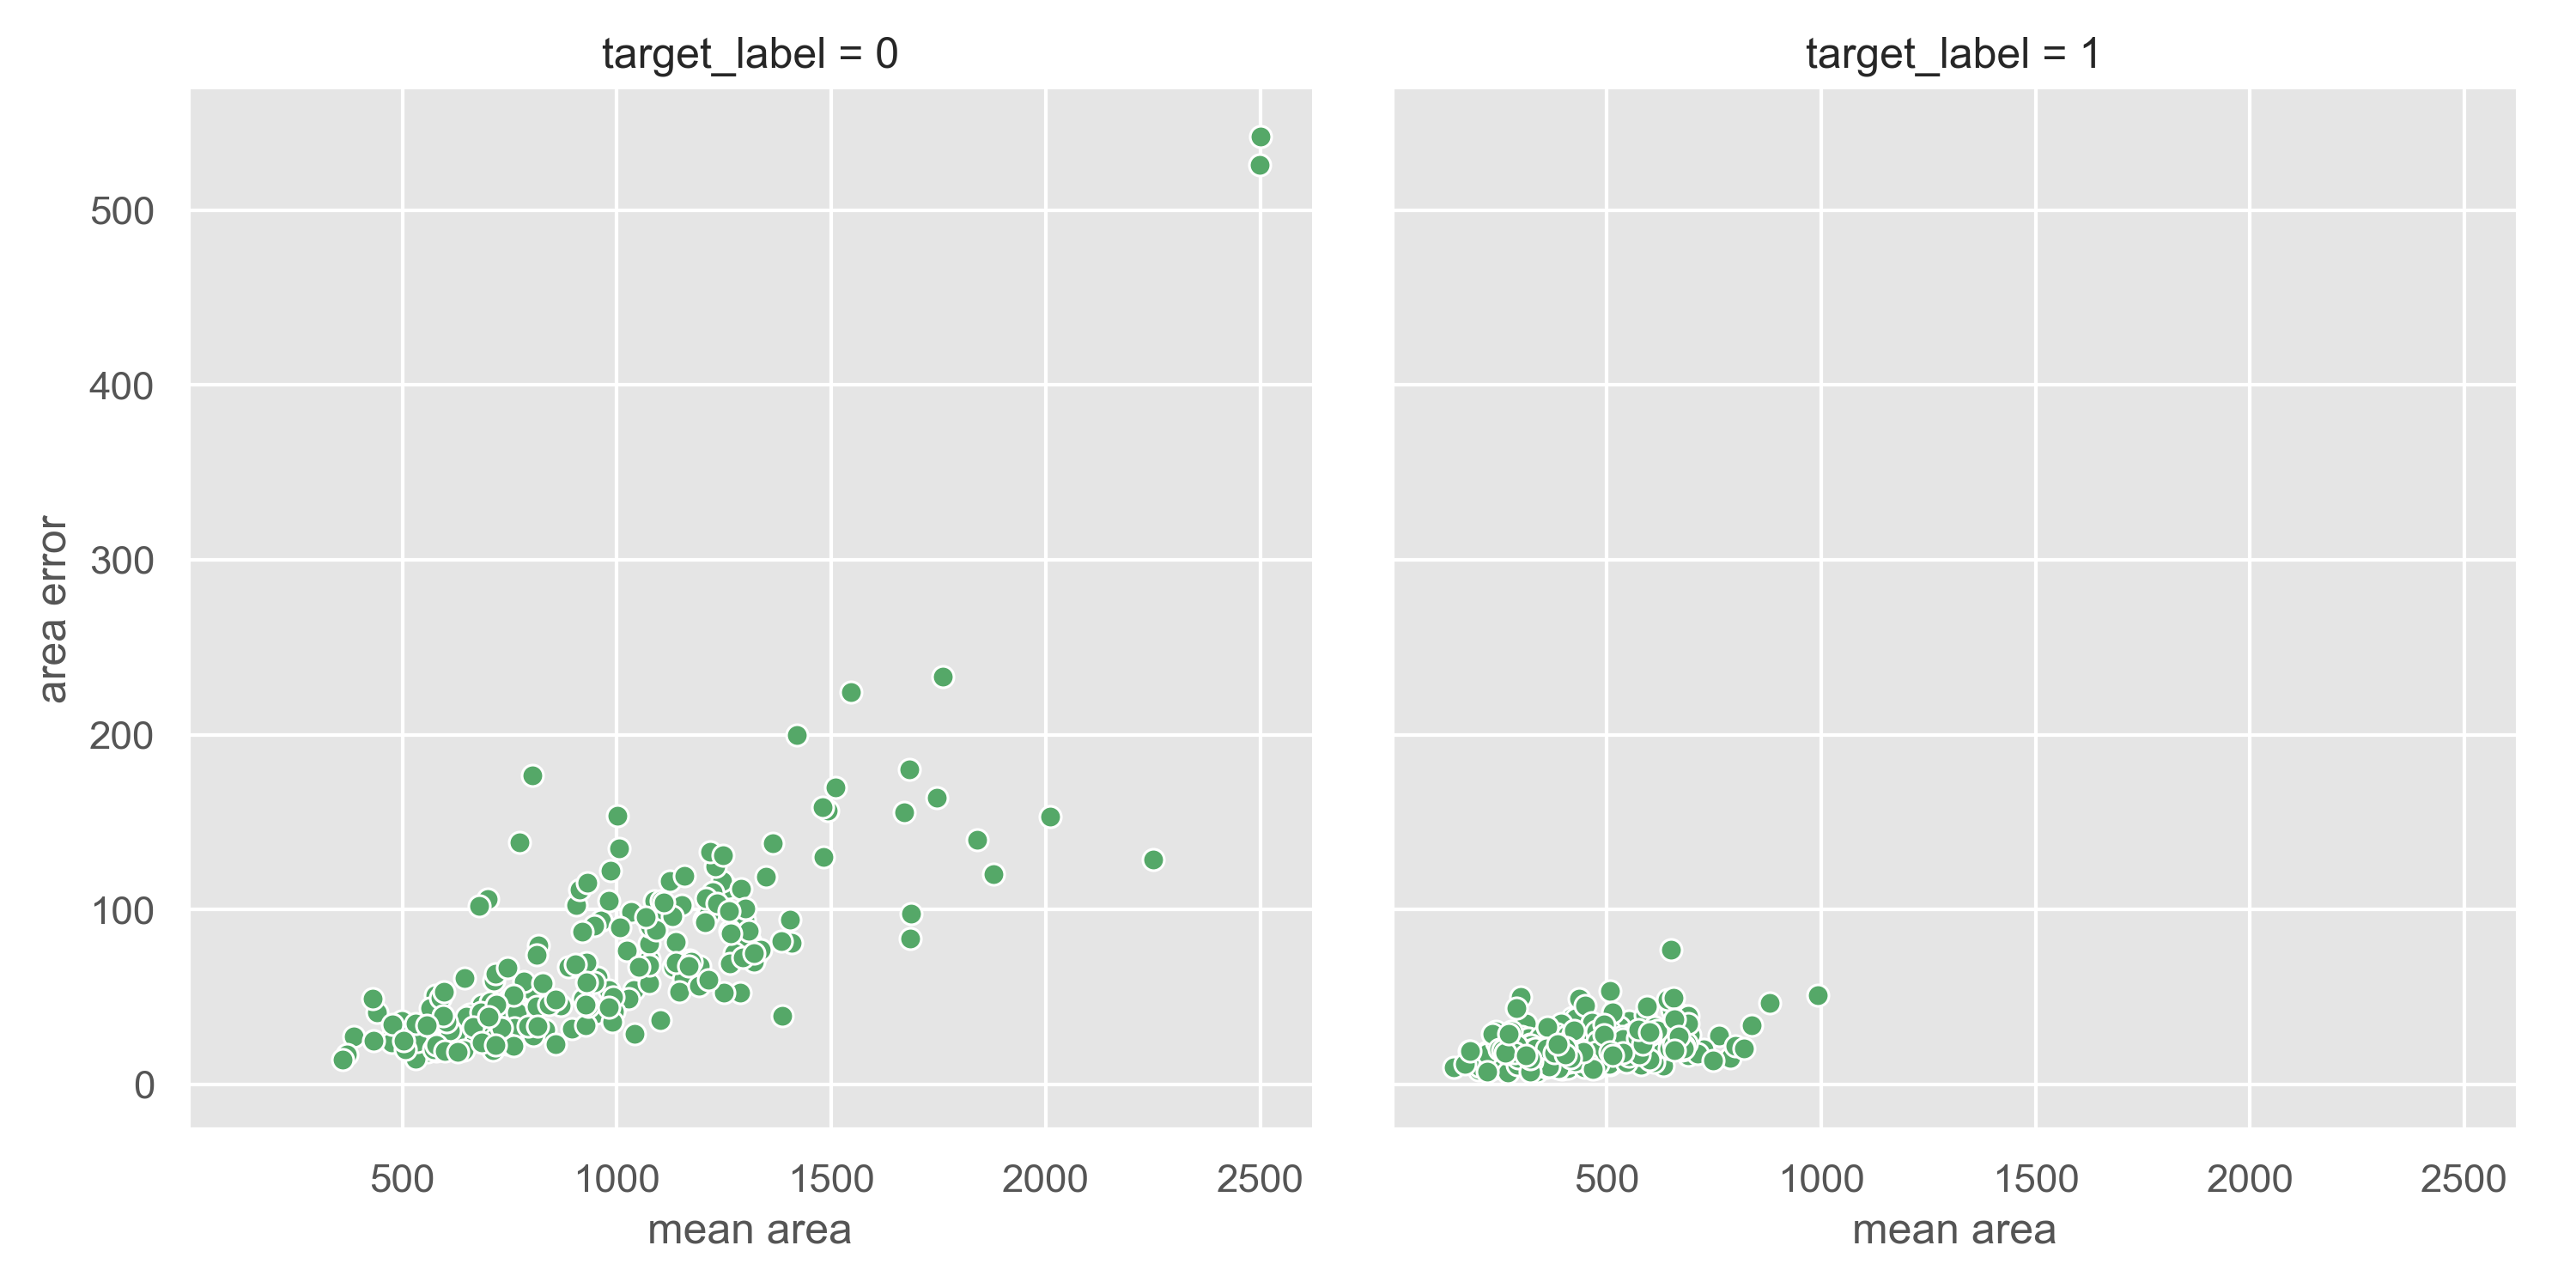 target_label = 0
target_label = 1
area error
500
400
300
200
100
0
500 1000 1500 2000 2500
500 1000 1500 2000 2500
mean area
mean area